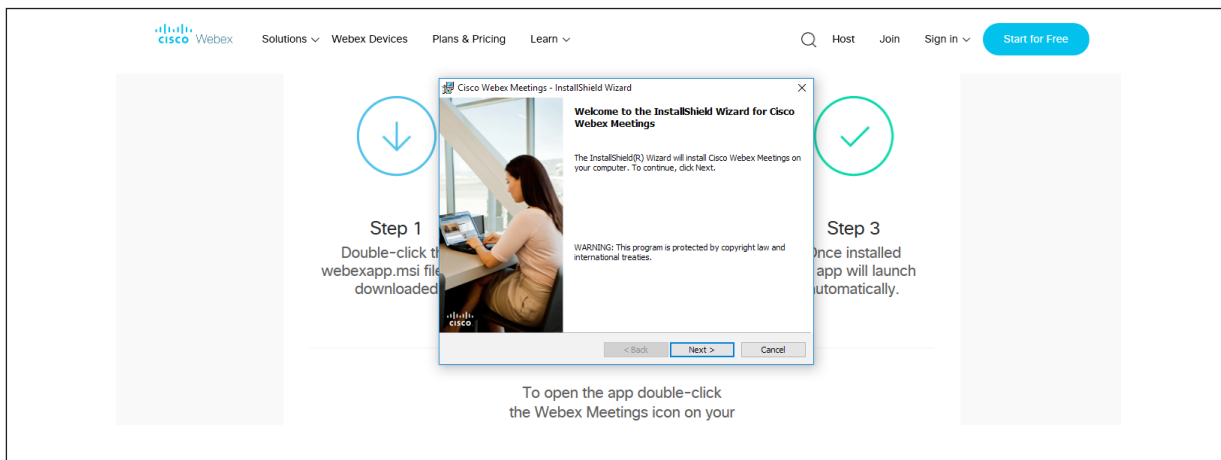 CISCO Webex Solutions Webex Devices Plans & Pricing Learn Host Join Sign in Start for Free
Cisco Webex Meetings - InstallShield Wizard
Welcome to the InstallShield Wizard for Cisco
Webex Meetings
The InstallShield(R) Wizard will install Cisco Webex Meetings on
your computer. To continue, click Next.
WARNING: This program is protected by copyright law and
international treaties.
CISCO
< Back Next > Cancel
Step 1
Double-click
webexapp.msi
downloaded
Step 3
installed
app will launch
To open the app double-click
the Webex Meetings icon on your